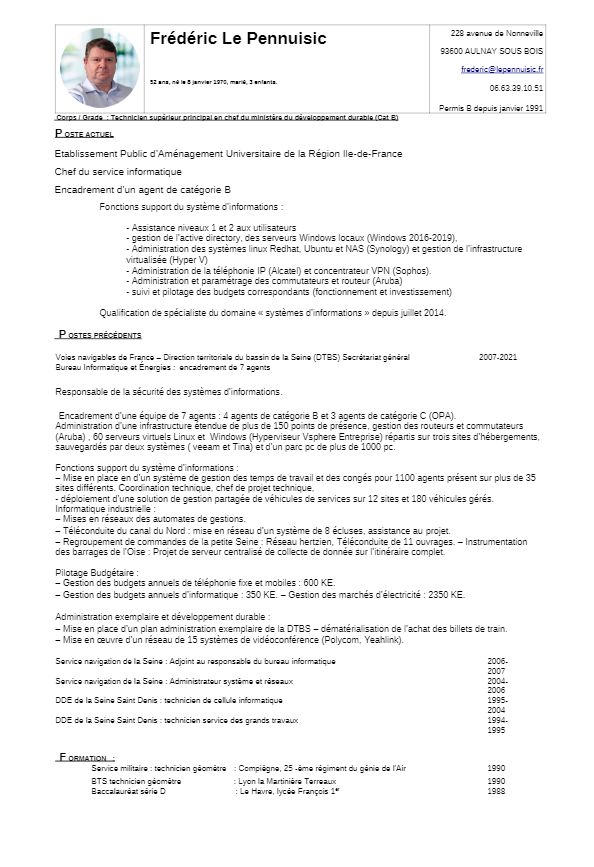 Frédéric Le Pennuisic
52 ans, né le 8 janvier 1970, marié, 3 enfants.
228 avenue de Nonneville
93600 AULNAY SOUS BOIS
frederic@lepennuisic.fr
06.63.39.10.51
Permis B depuis janvier 1991
Corps / Grade : Technicien supérieur principal en chef du ministère du développement durable (Cat B)
POSTE ACTUEL
Etablissement Public d'Aménagement Universitaire de la Région Ile-de-France
Chef du service informatique
Encadrement d'un agent de catégorie B
Fonctions support du système d'informations :
- Assistance niveaux 1 et 2 aux utilisateurs
- gestion de l'active directory, des serveurs Windows locaux (Windows 2016-2019),
- Administration des systèmes linux Redhat, Ubuntu et NAS (Synology) et gestion de l'infrastructure
virtualisée (Hyper V)
- Administration de la téléphonie IP (Alcatel) et concentrateur VPN (Sophos).
- Administration et paramétrage des commutateurs et routeur (Aruba)
- suivi et pilotage des budgets correspondants (fonctionnement et investissement)
Qualification de spécialiste du domaine « systèmes d'informations » depuis juillet 2014.
POSTES PRÉCÉDENTS
Voies navigables de France – Direction territoriale du bassin de la Seine (DTBS) Secrétariat général 2007-2021
Bureau Informatique et Énergies : encadrement de 7 agents
Responsable de la sécurité des systèmes d'informations.
Encadrement d'une équipe de 7 agents : 4 agents de catégorie B et 3 agents de catégorie C (OPA).
Administration d'une infrastructure étendue de plus de 150 points de présence, gestion des routeurs et commutateurs
(Aruba) , 60 serveurs virtuels Linux et Windows (Hyperviseur Vsphere Entreprise) répartis sur trois sites d'hébergements,
sauvegardés par deux systèmes ( veeam et Tina) et d'un parc pc de plus de 1000 pc.
Fonctions support du système d'informations :
– Mise en place en d'un système de gestion des temps de travail et des congés pour 1100 agents présent sur plus de 35
sites différents. Coordination technique, chef de projet technique,
- déploiement d'une solution de gestion partagée de véhicules de services sur 12 sites et 180 véhicules gérés.
Informatique industrielle :
– Mises en réseaux des automates de gestions.
– Téléconduite du canal du Nord : mise en réseau d'un système de 8 écluses, assistance au projet.
– Regroupement de commandes de la petite Seine : Réseau hertzien, Téléconduite de 11 ouvrages. – Instrumentation
des barrages de l'Oise : Projet de serveur centralisé de collecte de donnée sur l'itinéraire complet.
Pilotage Budgétaire :
– Gestion des budgets annuels de téléphonie fixe et mobiles : 600 KE.
– Gestion des budgets annuels d'informatique : 350 KE. – Gestion des marchés d'électricité : 2350 KE.
Administration exemplaire et développement durable :
– Mise en place d'un plan administration exemplaire de la DTBS – dématérialisation de l'achat des billets de train.
– Mise en œuvre d'un réseau de 15 systèmes de vidéoconférence (Polycom, Yeahlink).
Service navigation de la Seine : Adjoint au responsable du bureau informatique 2006-
2007
Service navigation de la Seine : Administrateur système et réseaux 2004-
2006
DDE de la Seine Saint Denis : technicien de cellule informatique 1995-
2004
DDE de la Seine Saint Denis : technicien service des grands travaux 1994-
1995
FORMATION :
Service militaire : technicien géomètre : Compiègne, 25 -ème régiment du génie de l'Air 1990
BTS technicien géomètre : Lyon la Martinière Terreaux 1990
Baccalauréat série D : Le Havre, lycée François 1er 1988